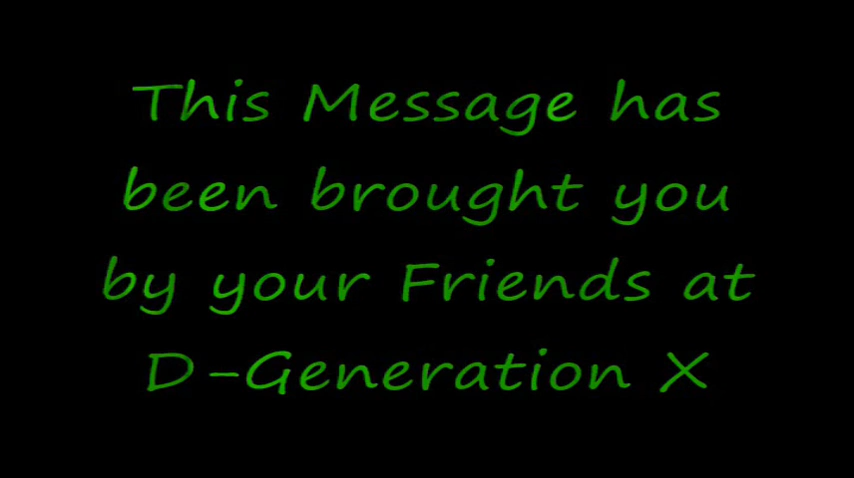 This Message has
been brought you
by your Friends at
D-Generation X